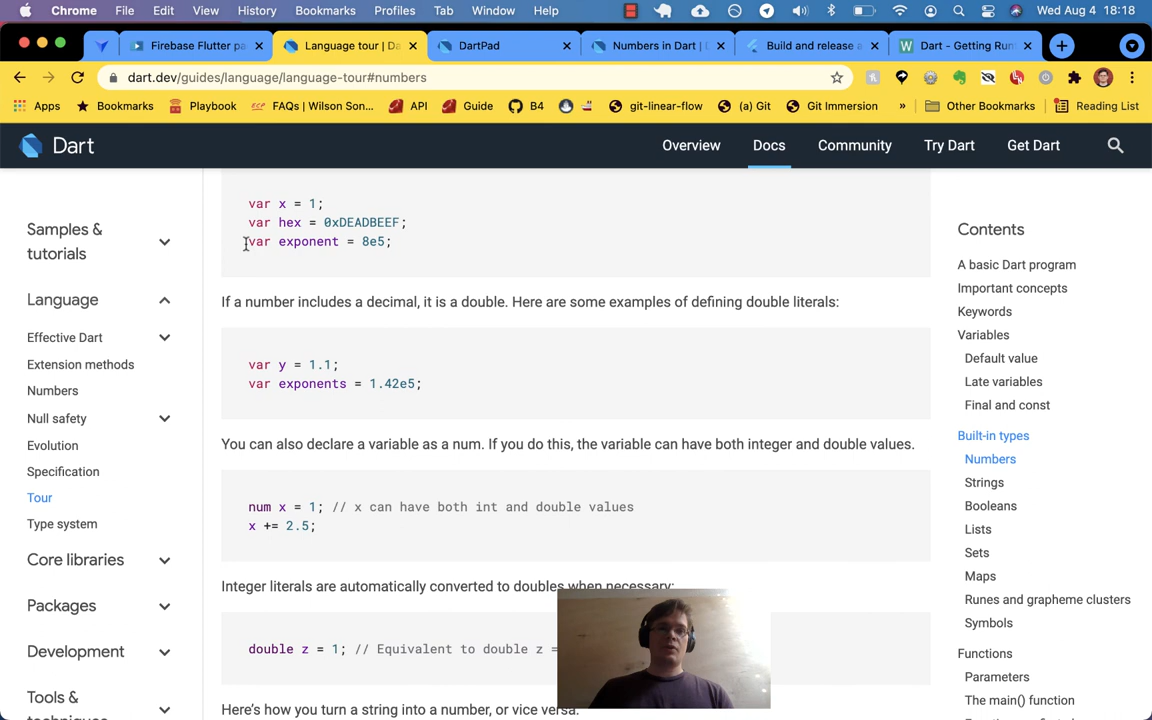 Chrome File Edit View History Bookmarks Profiles Tab Window Help Wed Aug 4 18:18
Firebase Flutter pa × Language tour | Da × DartPad × Numbers in Dart | D × Build and release a × Dart - Getting Run ×
dart.dev/guides/language/language-tour#numbers
Apps Bookmarks Playbook FAQs | Wilson Son... API Guide B4 git-linear-flow (a) Git Git Immersion » Other Bookmarks Reading List
Dart Overview Docs Community Try Dart Get Dart
Samples &
tutorials
Language
Effective Dart
Extension methods
Numbers
Null safety
Evolution
Specification
Tour
Type system
Core libraries
Packages
Development
Tools &
var x = 1;
var hex = 0xDEADBEEF;
var exponent = 8e5;
If a number includes a decimal, it is a double. Here are some examples of defining double literals:
var y = 1.1;
var exponents = 1.42e5;
You can also declare a variable as a num. If you do this, the variable can have both integer and double values.
num x = 1; // x can have both int and double values
x += 2.5;
Integer literals are automatically converted to doubles when necessary:
double z = 1; // Equivalent to double z =
Here's how you turn a string into a number, or vice versa:
Contents
A basic Dart program
Important concepts
Keywords
Variables
Default value
Late variables
Final and const
Built-in types
Numbers
Strings
Booleans
Lists
Sets
Maps
Runes and grapheme clusters
Symbols
Functions
Parameters
The main() function